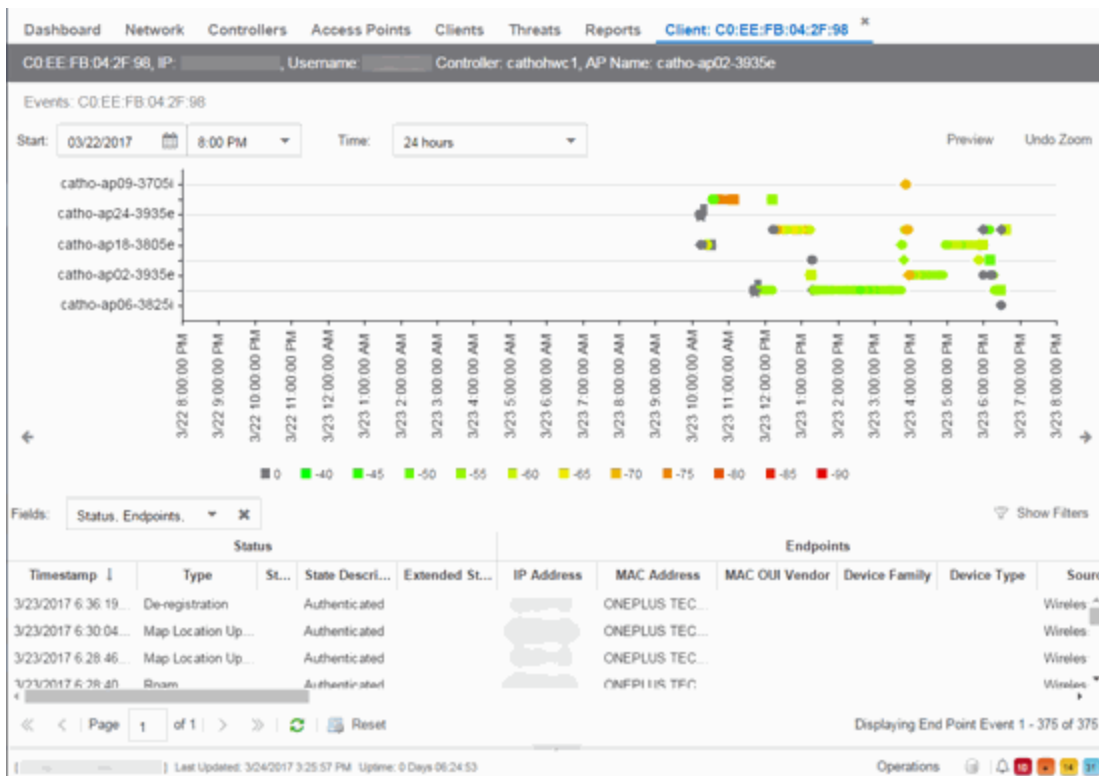 Dashboard Network Controllers Access Points Clients Threats Reports Client: C0:EE:FB:04:2F:98
C0:EE:FB:04:2F:98, IP: , Username: Controller: cathohwc1, AP Name: catho-ap02-3935e
Events: C0:EE:FB:04:2F:98
Start: 03/22/2017 8:00 PM Time: 24 hours Preview Undo Zoom
catho-ap09-3705i
catho-ap24-3935e
catho-ap18-3805e
catho-ap02-3935e
catho-ap06-3825i
3/22 8:00:00 PM
3/22 9:00:00 PM
3/22 10:00:00 PM
3/22 11:00:00 PM
3/23 12:00:00 AM
3/23 1:00:00 AM
3/23 2:00:00 AM
3/23 3:00:00 AM
3/23 4:00:00 AM
3/23 5:00:00 AM
3/23 6:00:00 AM
3/23 7:00:00 AM
3/23 8:00:00 AM
3/23 9:00:00 AM
3/23 10:00:00 AM
3/23 11:00:00 AM
3/23 12:00:00 PM
3/23 1:00:00 PM
3/23 2:00:00 PM
3/23 3:00:00 PM
3/23 4:00:00 PM
3/23 5:00:00 PM
3/23 6:00:00 PM
3/23 7:00:00 PM
3/23 8:00:00 PM
0 -40 -45 -50 -55 -60 -65 -70 -75 -80 -85 -90
Fields: Status, Endpoints, Show Filters
Status Endpoints
Timestamp Type St... State Descri... Extended St... IP Address MAC Address MAC OUI Vendor Device Family Device Type Sourc
3/23/2017 6:36:19... De-registration Authenticated ONEPLUS TEC... Wireles
3/23/2017 6:30:04... Map Location Up... Authenticated ONEPLUS TEC... Wireles
3/23/2017 6:28:46... Map Location Up... Authenticated ONEPLUS TEC... Wireles
3/23/2017 6:28:40 Roam Authenticated ONEPLUS TEC Wireles
Page 1 of 1 Reset Displaying End Point Event 1 - 375 of 375
Last Updated: 3/24/2017 3:25:57 PM Uptime: 0 Days 06:24:53 Operations 10 14 31